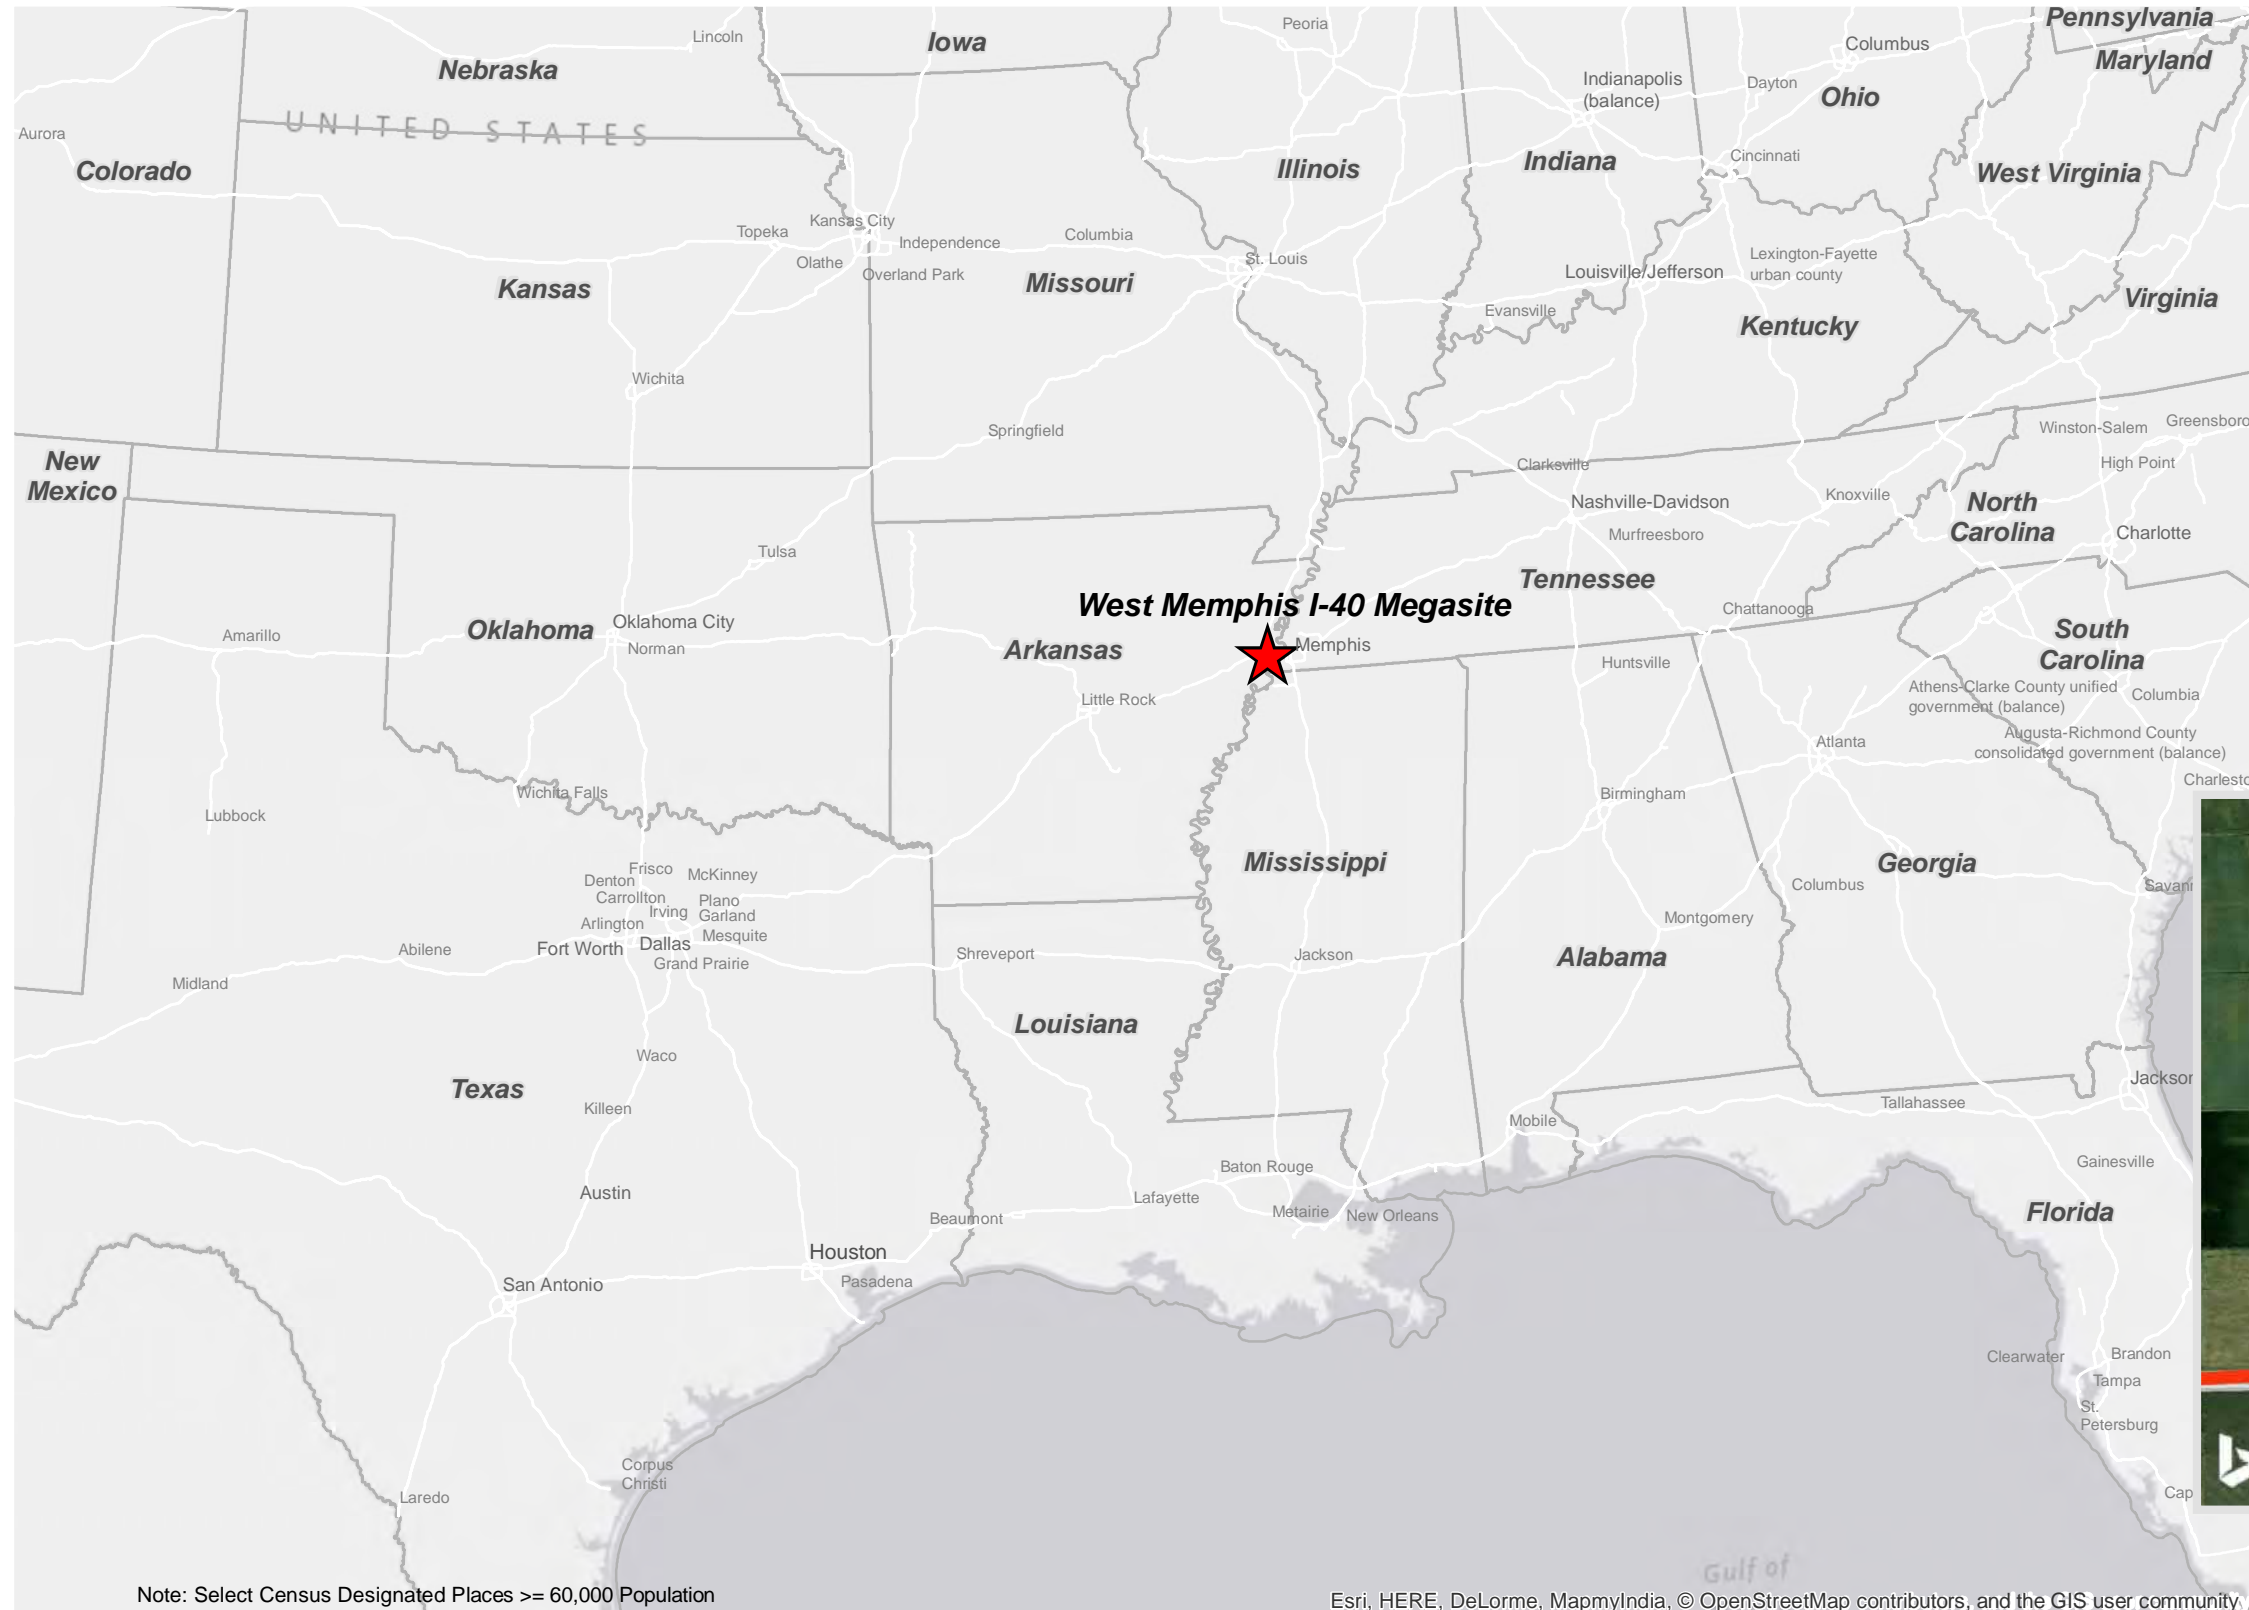 Pennsylvania
Peoria
Lincoln
Iowa
Columbus
Maryland
Nebraska
Indianapolis
(balance)
Dayton
Ohio
UNITED STATES
Aurora
Colorado
Illinois
Indiana
Cincinnati
West Virginia
Kansas City
Topeka
Independence
Columbia
Olathe
Overland Park
St. Louis
Louisville/Jefferson
Lexington-Fayette
urban county
Kansas
Missouri
Virginia
Evansville
Kentucky
Wichita
Springfield
Winston-Salem
Greensboro
New
Mexico
Clarksville
High Point
Nashville-Davidson
Knoxville
North
Carolina
Murfreesboro
Charlotte
Tulsa
Tennessee
West Memphis I-40 Megasite
Chattanooga
Oklahoma
Oklahoma City
Norman
Amarillo
Arkansas
Memphis
Huntsville
South
Carolina
Little Rock
Athens-Clarke County unified
government (balance)
Columbia
Augusta-Richmond County
consolidated government (balance)
Atlanta
Charlesto
Wichita Falls
Birmingham
Lubbock
Frisco
McKinney
Denton
Carrollton
Plano
Irving
Garland
Arlington
Mesquite
Fort Worth
Dallas
Grand Prairie
Mississippi
Georgia
Columbus
Savan
Montgomery
Abilene
Shreveport
Jackson
Alabama
Midland
Louisiana
Waco
Texas
Killeen
Jackson
Tallahassee
Mobile
Baton Rouge
Gainesville
Austin
Lafayette
Beaumont
Metairie
New Orleans
Florida
Houston
Pasadena
San Antonio
Clearwater
Brandon
Tampa
St.
Petersburg
Corpus
Christi
Laredo
Cap
Gulf of
Note: Select Census Designated Places >= 60,000 Population
Esri, HERE, DeLorme, MapmyIndia, © OpenStreetMap contributors, and the GIS user community